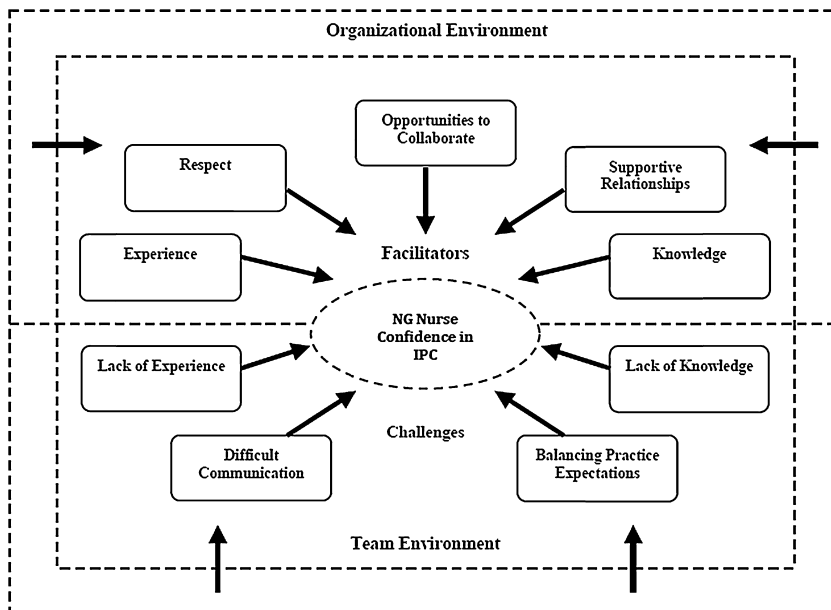 Organizational Environment
Opportunities to
Collaborate
Respect
Supportive
Relationships
Experience
Facilitators
Knowledge
NG Nurse
Confidence in
IPC
Lack of Experience
Lack of Knowledge
Challenges
Difficult
Communication
Balancing Practice
Expectations
Team Environment